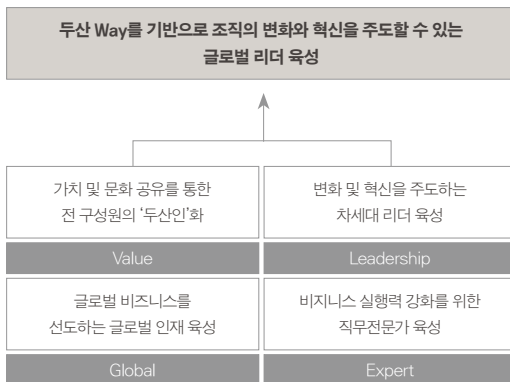 두산 Way를 기반으로 조직의 변화와 혁신을 주도할 수 있는
글로벌 리더 육성
가치 및 문화 공유를 통한
전 구성원의 ‘두산인’화
Value
변화 및 혁신을 주도하는
차세대 리더 육성
Leadership
글로벌 비즈니스를
선도하는 글로벌 인재 육성
Global
비지니스 실행력 강화를 위한
직무전문가 육성
Expert